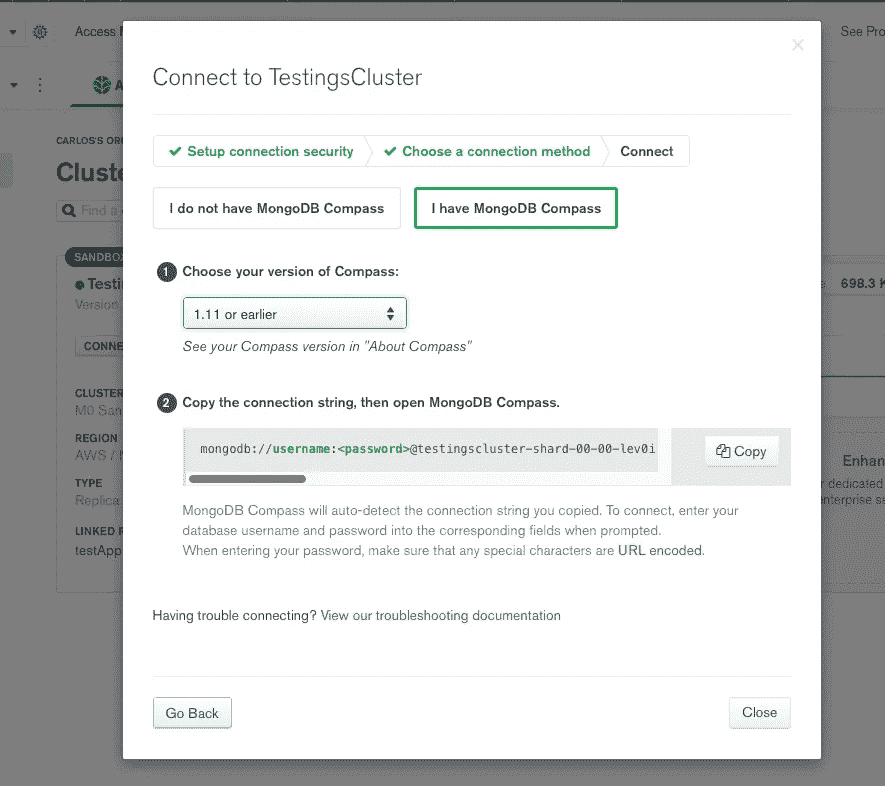 Access
See Pro
Connect to TestingsCluster
CARLOS'S
Setup connection security
Choose a connection method
Connect
I do not have MongoDB Compass
I have MongoDB Compass
Find a
SANDBOX
Version
698.3
1 Choose your version of Compass:
1.11 or earlier
See your Compass version in "About Compass"
CLUSTER
M0 San
2 Copy the connection string, then open MongoDB Compass.
REGION
AWS /
mongodb://username:<password>@testingscluster-shard-00-00-lev0i
Copy
Enhan
TYPE
Replica
MongoDB Compass will auto-detect the connection string you copied. To connect, enter your
database username and password into the corresponding fields when prompted.
When entering your password, make sure that any special characters are URL encoded.
dedicated
enterprise se
LINKED
testApp
Having trouble connecting? View our troubleshooting documentation
Go Back
Close